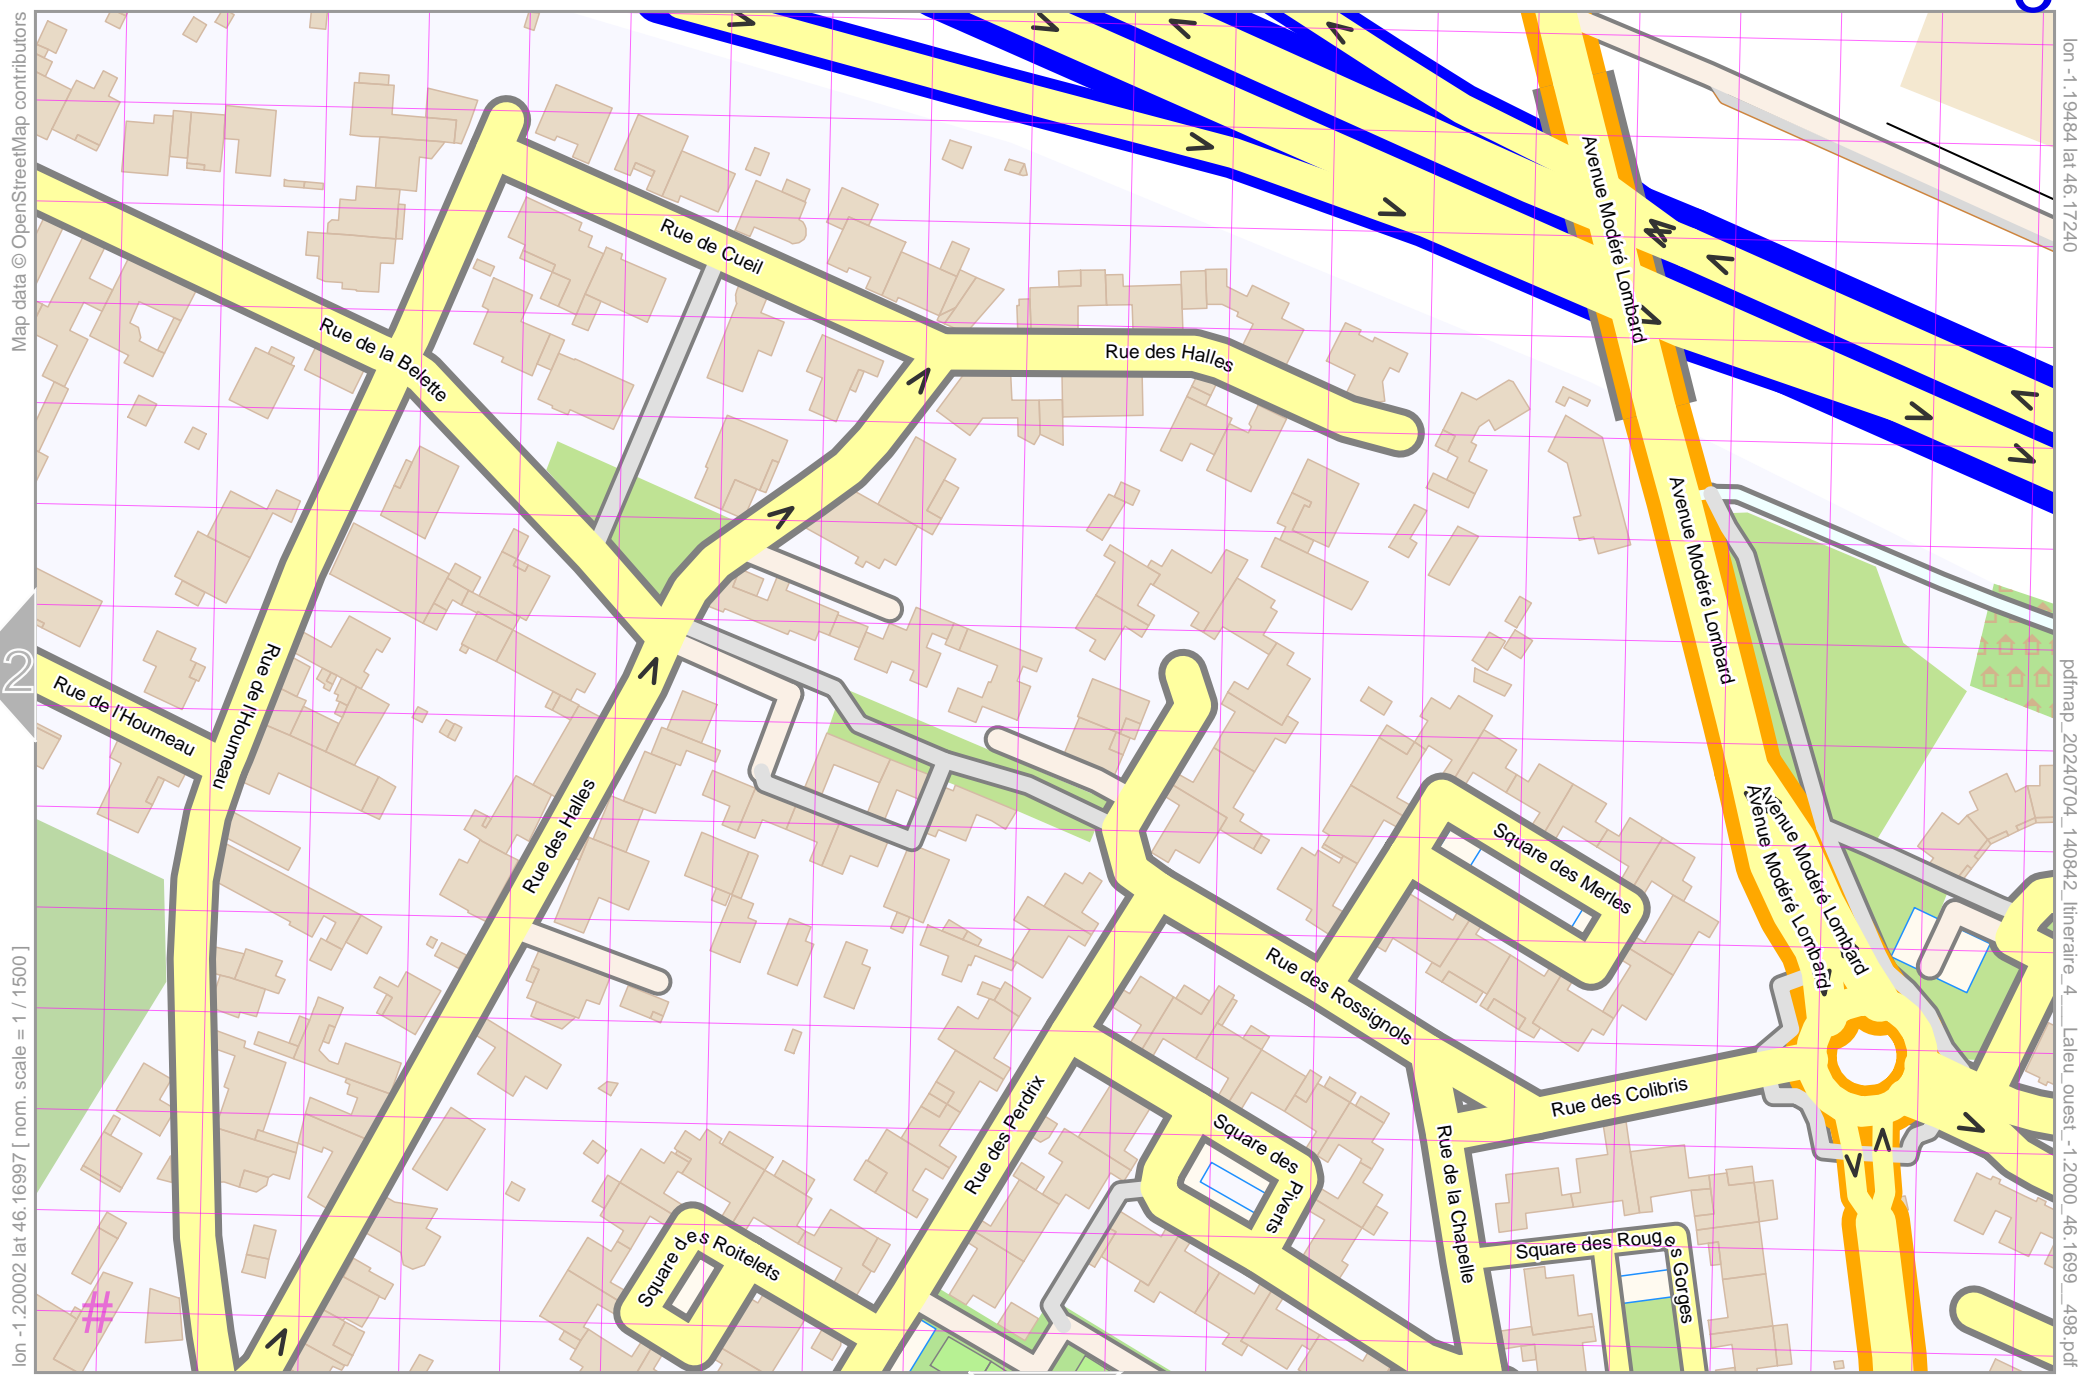 Map data © OpenStreetMap contributors
lon -1.20002 lat 46.16997 [ nom. scale = 1 / 1500 ]
lon -1.19484 lat 46.17240
pdfmap_20240704_140842_Itineraire_4___Laleu_ouest_-1.2000_46.1699__498.pdf
2
Rue de Cueil
Rue de la Belette
Rue des Halles
Avenue Modéré Lombard
Avenue Modéré Lombard
Rue de l'Houmeau
Rue de l'Houmeau
Rue des Halles
Avenue Modéré Lombard
Avenue Modéré Lombard
Square des Merles
Rue des Rossignols
Rue des Colibris
Rue des Perdrix
Square des Piverts
Rue de la Chapelle
Square des Roitelets
Square des Rouges Gorges
#